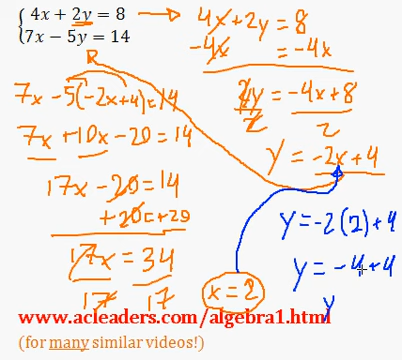 4x + 2y = 8
7x - 5y = 14
4x + 2y = 8
-4x = -4x
2y = -4x + 8
2 2
y = -2x + 4
R
7x - 5(-2x + 4) = 14
7x + 10x - 20 = 14
17x - 20 = 14
+ 20 = +20
17x = 34
17 17
x = 2
y = -2(2) + 4
y = -4 + 4
y
www.acleaders.com/algebra1.html
(for many similar videos!)